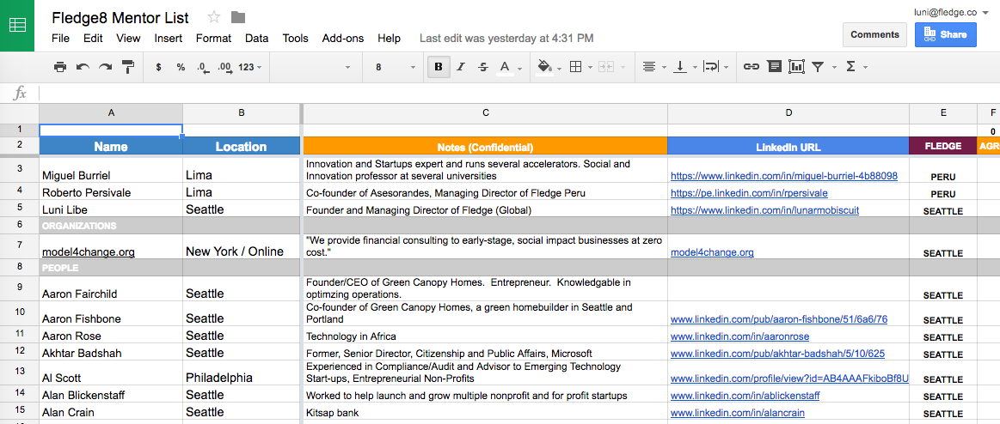 Fledge8 Mentor List
luni@fledge.co
File Edit View Insert Format Data Tools Add-ons Help Last edit was yesterday at 4:31 PM
Comments Share
$ % .0 .00 123 8 B I S A Σ
fx
A B C D E F
1 0
2 Name Location Notes (Confidential) LinkedIn URL FLEDGE AGR
3 Miguel Burriel Lima Innovation and Startups expert and runs several accelerators. Social and
Innovation professor at several universities https://www.linkedin.com/in/miguel-burriel-4b88098 PERU
4 Roberto Persivale Lima Co-founder of Asesorandes, Managing Director of Fledge Peru https://pe.linkedin.com/in/rpersivale PERU
5 Luni Libe Seattle Founder and Managing Director of Fledge (Global) https://www.linkedin.com/in/lunarmobiscuit SEATTLE
6 ORGANIZATIONS
7 model4change.org New York / Online "We provide financial consulting to early-stage, social impact businesses at zero
cost." model4change.org SEATTLE
8 PEOPLE
9 Aaron Fairchild Seattle Founder/CEO of Green Canopy Homes. Entrepreneur. Knowledgable in
optimzing operations. SEATTLE
10 Aaron Fishbone Seattle Co-founder of Green Canopy Homes, a green homebuilder in Seattle and
Portland www.linkedin.com/pub/aaron-fishbone/51/6a6/76 SEATTLE
11 Aaron Rose Seattle Technology in Africa www.linkedin.com/in/aaronrose SEATTLE
12 Akhtar Badshah Seattle Former, Senior Director, Citizenship and Public Affairs, Microsoft www.linkedin.com/pub/akhtar-badshah/5/10/625 SEATTLE
13 Al Scott Philadelphia Experienced in Compliance/Audit and Advisor to Emerging Technology
Start-ups, Entrepreneurial Non-Profits www.linkedin.com/profile/view?id=AB4AAAFkiboBf8U SEATTLE
14 Alan Blickenstaff Seattle Worked to help launch and grow multiple nonprofit and for profit startups www.linkedin.com/in/ablickenstaff SEATTLE
15 Alan Crain Seattle Kitsap bank www.linkedin.com/in/alancrain SEATTLE